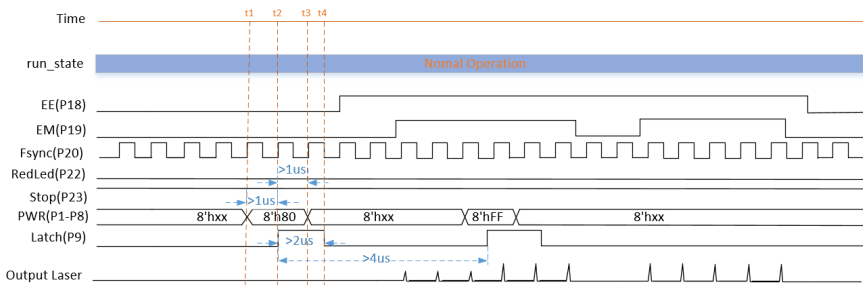 t1 t2 t3 t4
Time
run_state Nomal Operation
EE(P18)
EM(P19)
Fsync(P20)
RedLed(P22) >1us
Stop(P23) >1us
PWR(P1-P8) 8'hxx 8'h80 8'hxx 8'hFF 8'hxx
Latch(P9) >2us
>4us
Output Laser